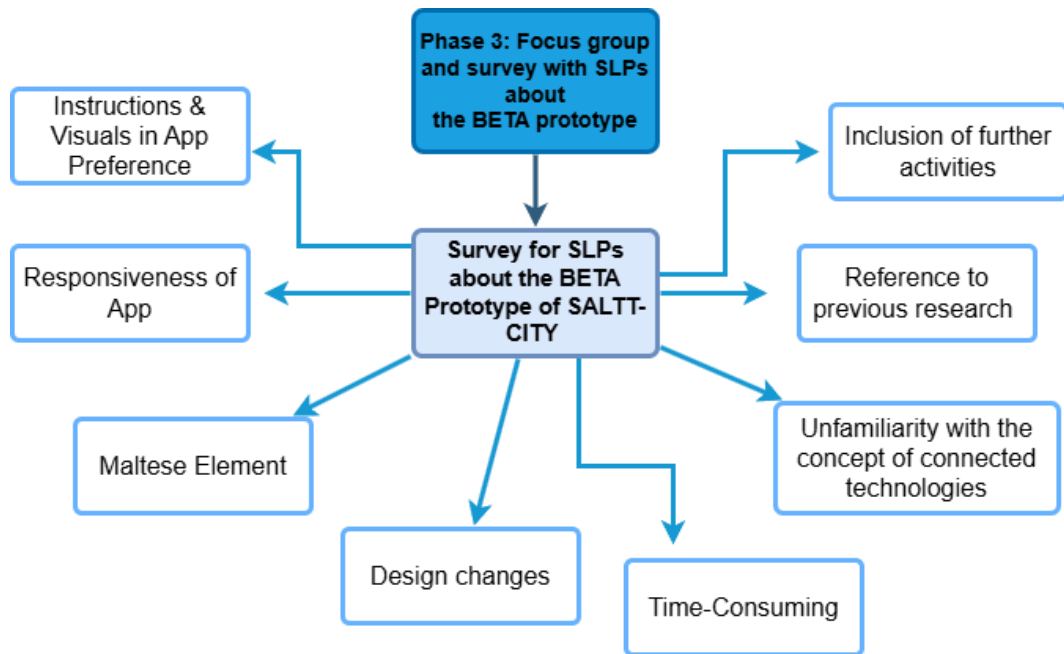 Phase 3: Focus group
and survey with SLPs
about
the BETA prototype
Instructions &
Visuals in App
Preference
Inclusion of further
activities
Survey for SLPs
about the BETA
Prototype of SALTT-
CITY
Responsiveness of
App
Reference to
previous research
Maltese Element
Unfamiliarity with the
concept of connected
technologies
Design changes
Time-Consuming